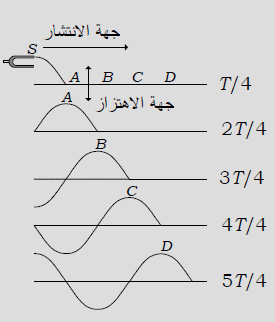 جهة الانتشار
S
A B C D T/4
جهة الاهتزاز
A
2T/4
B
3T/4
C
4T/4
D
5T/4